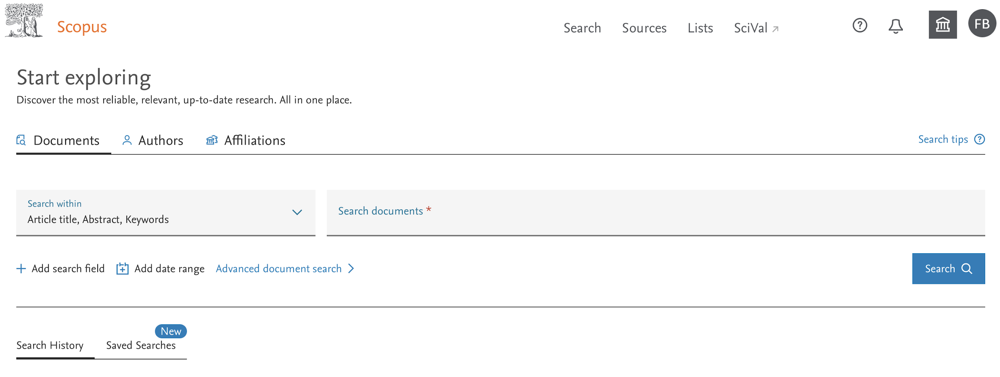 Scopus
Search Sources Lists SciVal
FB
Start exploring
Discover the most reliable, relevant, up-to-date research. All in one place.
Documents Authors Affiliations
Search tips
Search within
Article title, Abstract, Keywords
Search documents *
Add search field Add date range Advanced document search
Search
New
Search History Saved Searches